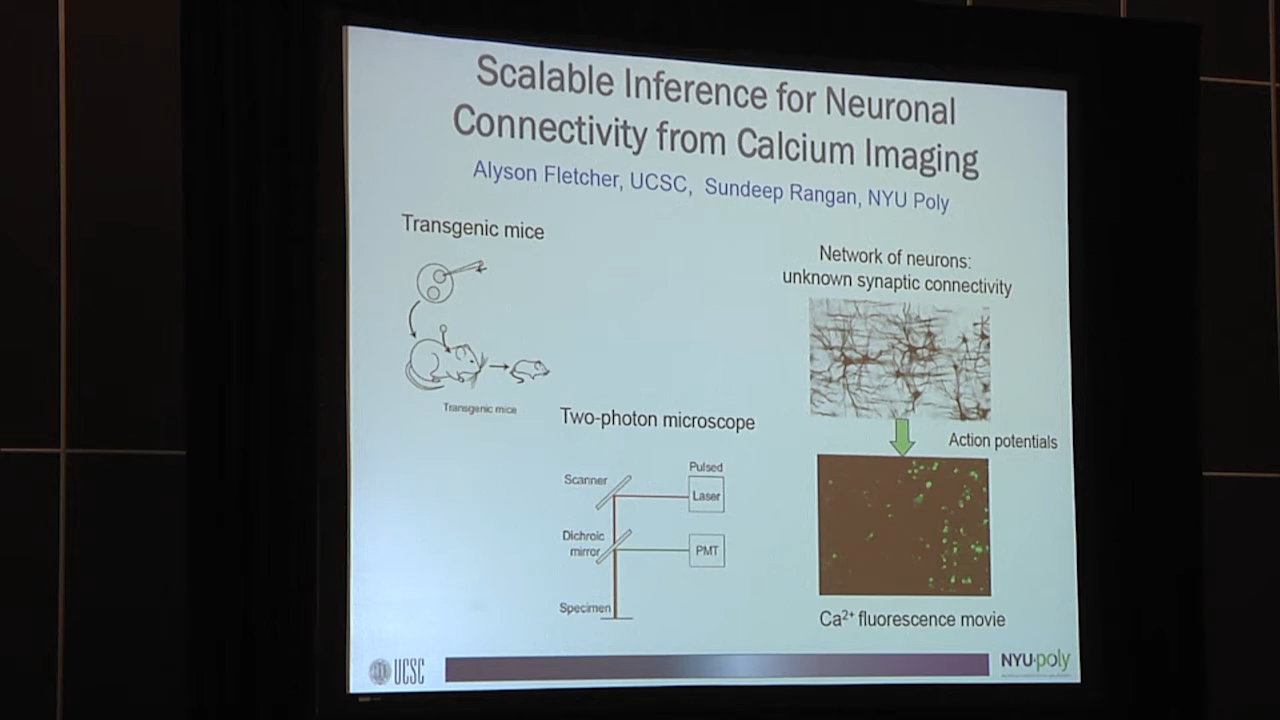 Scalable Inference for Neuronal
Connectivity from Calcium Imaging
Alyson Fletcher, UCSC, Sundeep Rangan, NYU Poly
Transgenic mice
Transgenic mice
Two-photon microscope
Scanner
Pulsed
Laser
Dichroic
mirror
PMT
Specimen
Network of neurons:
unknown synaptic connectivity
Action potentials
Ca²⁺ fluorescence movie
UCSC
NYU·poly